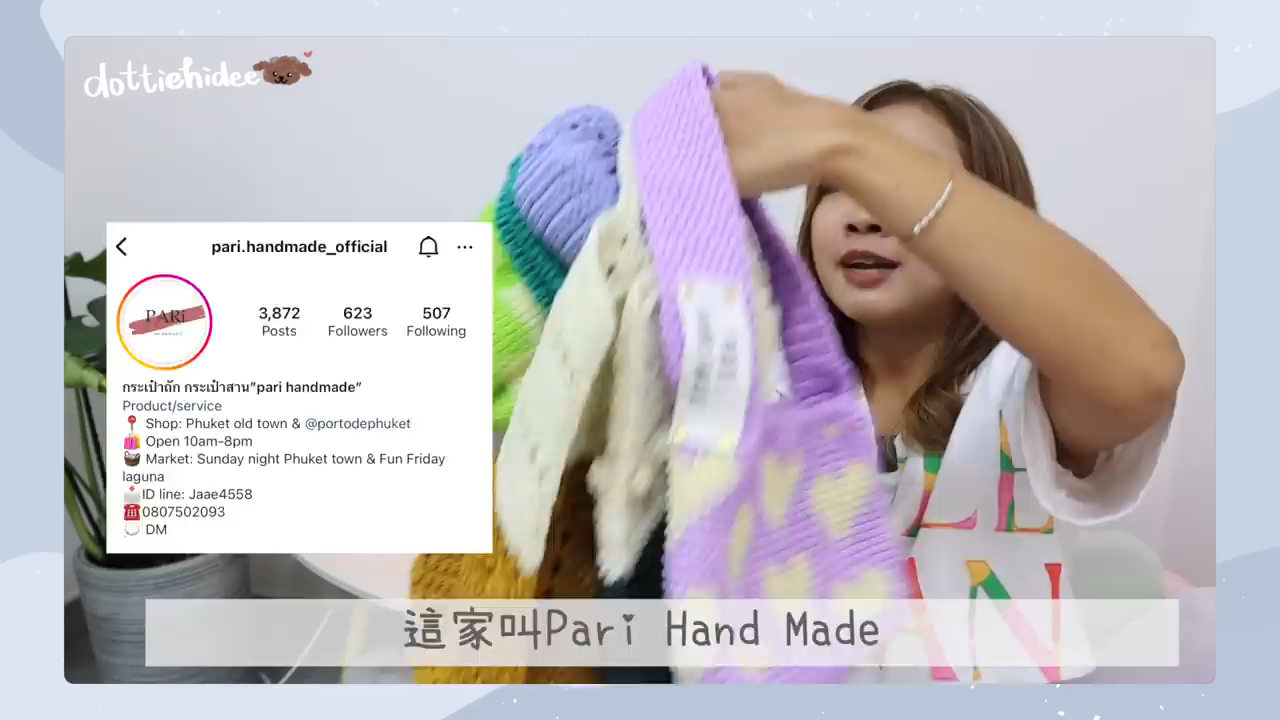 dottiehidee
pari.handmade_official
PARi
3,872 623 507
Posts Followers Following
กระเป๋าถัก กระเป๋าสาน”pari handmade”
Product/service
📍 Shop: Phuket old town & @portodephuket
🛍️ Open 10am-8pm
🧺 Market: Sunday night Phuket town & Fun Friday
laguna
📩ID line: Jaae4558
☎️0807502093
DM
這家叫Pari Hand Made